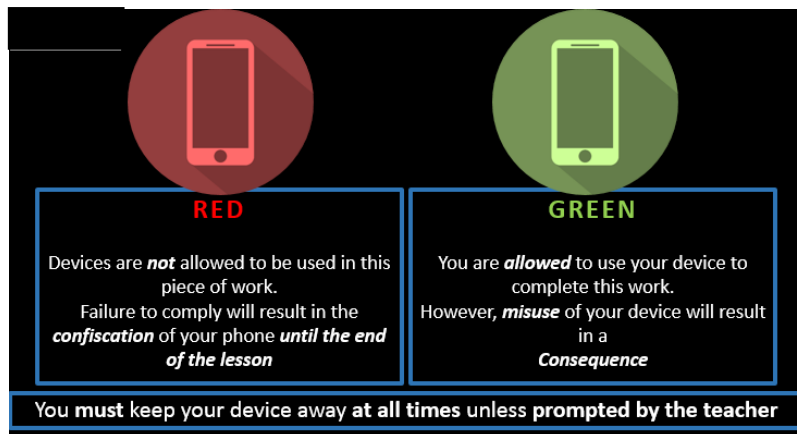 RED
Devices are not allowed to be used in this
piece of work.
Failure to comply will result in the
confiscation of your phone until the end
of the lesson
GREEN
You are allowed to use your device to
complete this work.
However, misuse of your device will result
in a
Consequence
You must keep your device away at all times unless prompted by the teacher